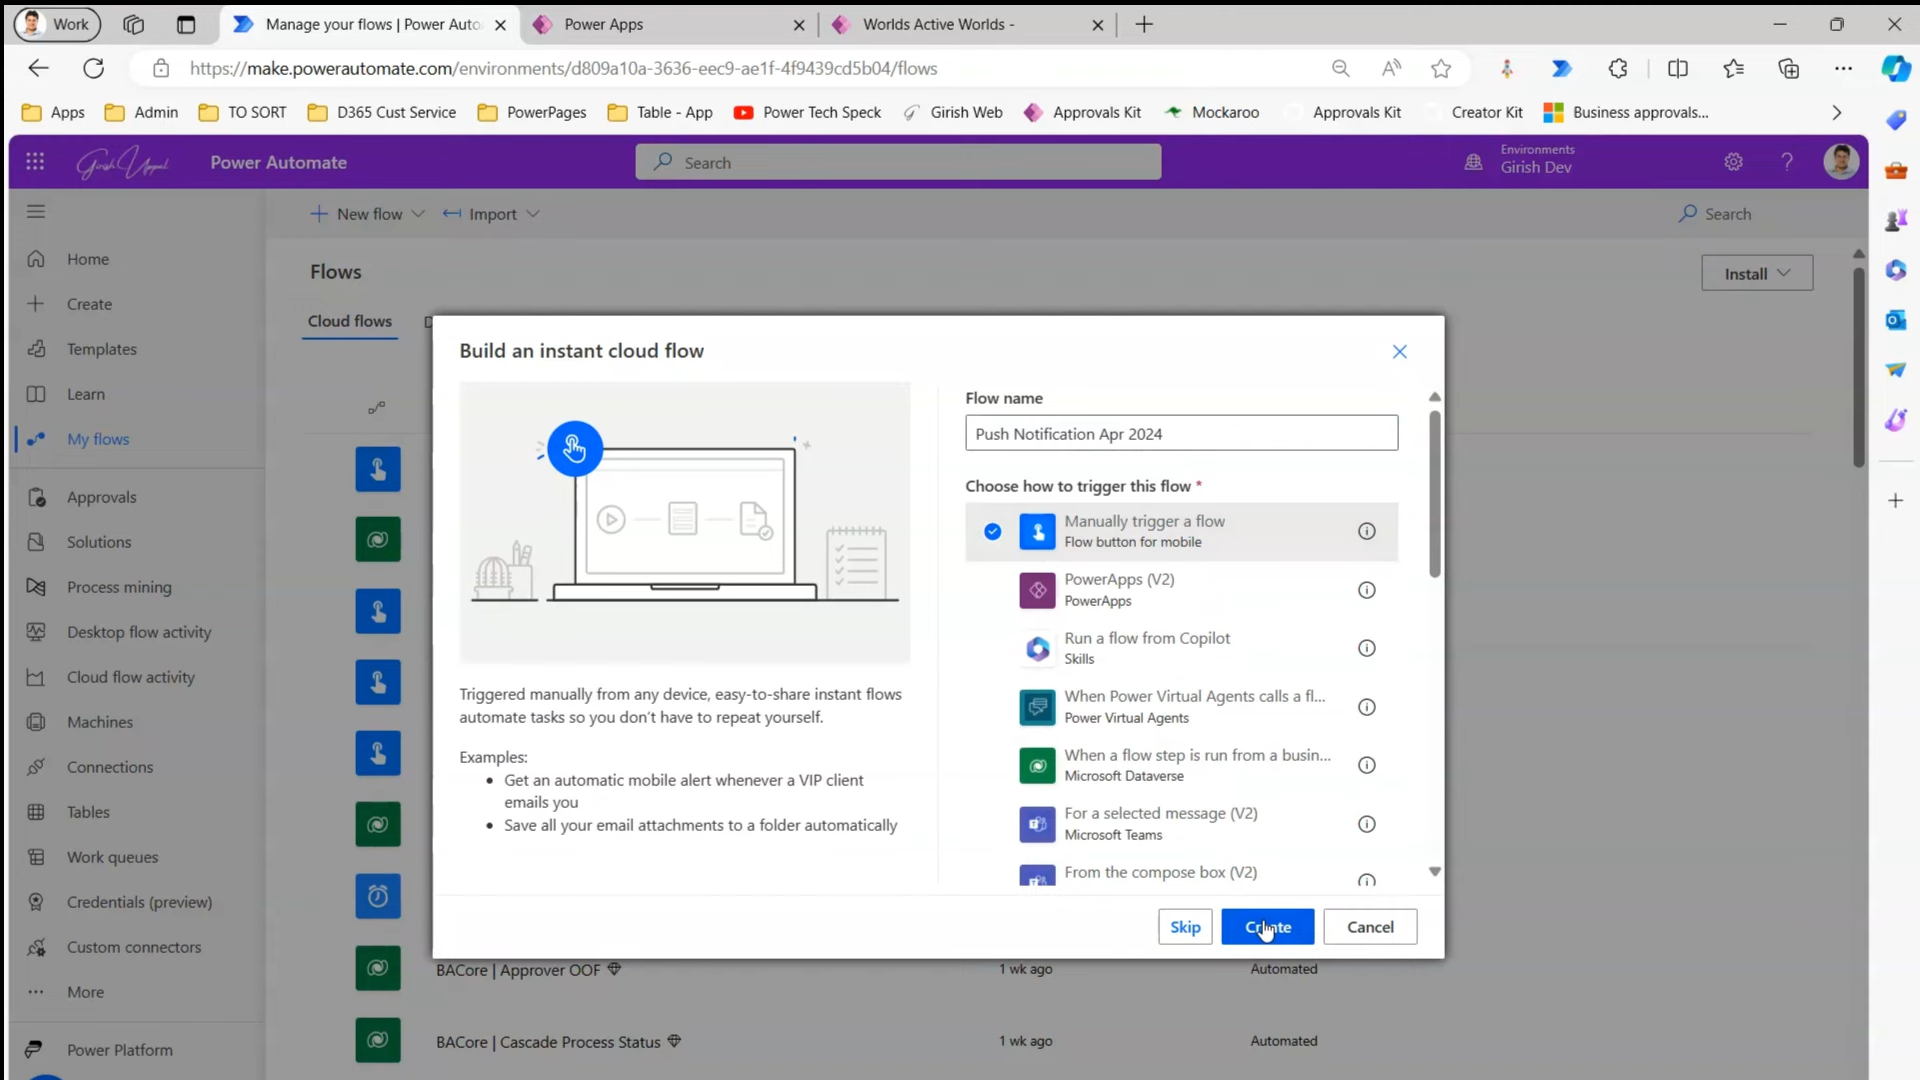 Work
Manage your flows | Power Auto
Power Apps
Worlds Active Worlds -
https://make.powerautomate.com/environments/d809a10a-3636-eec9-ae1f-4f9439cd5b04/flows
Apps
Admin
TO SORT
D365 Cust Service
PowerPages
Table - App
Power Tech Speck
Girish Web
Approvals Kit
Mockaroo
Approvals Kit
Creator Kit
Business approvals...
Girish Uppal
Power Automate
Search
Environments
Girish Dev
New flow
Import
Search
Home
Create
Templates
Learn
My flows
Approvals
Solutions
Process mining
Desktop flow activity
Cloud flow activity
Machines
Connections
Tables
Work queues
Credentials (preview)
Custom connectors
More
Power Platform
Flows
Install
Cloud flows
Build an instant cloud flow
Triggered manually from any device, easy-to-share instant flows
automate tasks so you don't have to repeat yourself.
Examples:
• Get an automatic mobile alert whenever a VIP client
emails you
• Save all your email attachments to a folder automatically
Flow name
Push Notification Apr 2024
Choose how to trigger this flow *
Manually trigger a flow
Flow button for mobile
PowerApps (V2)
PowerApps
Run a flow from Copilot
Skills
When Power Virtual Agents calls a fl...
Power Virtual Agents
When a flow step is run from a busin...
Microsoft Dataverse
For a selected message (V2)
Microsoft Teams
From the compose box (V2)
Skip
Create
Cancel
BACore | Approver OOF
1 wk ago
Automated
BACore | Cascade Process Status
1 wk ago
Automated